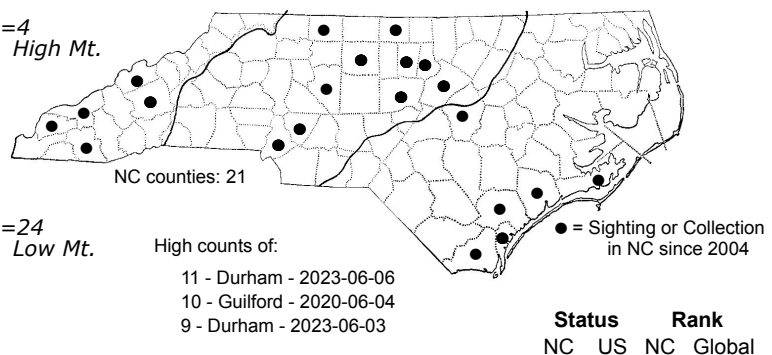 =4
High Mt.
NC counties: 21
=24
Low Mt.
High counts of:
11 - Durham - 2023-06-06
10 - Guilford - 2020-06-04
9 - Durham - 2023-06-03
● = Sighting or Collection
in NC since 2004
Status Rank
NC US NC Global